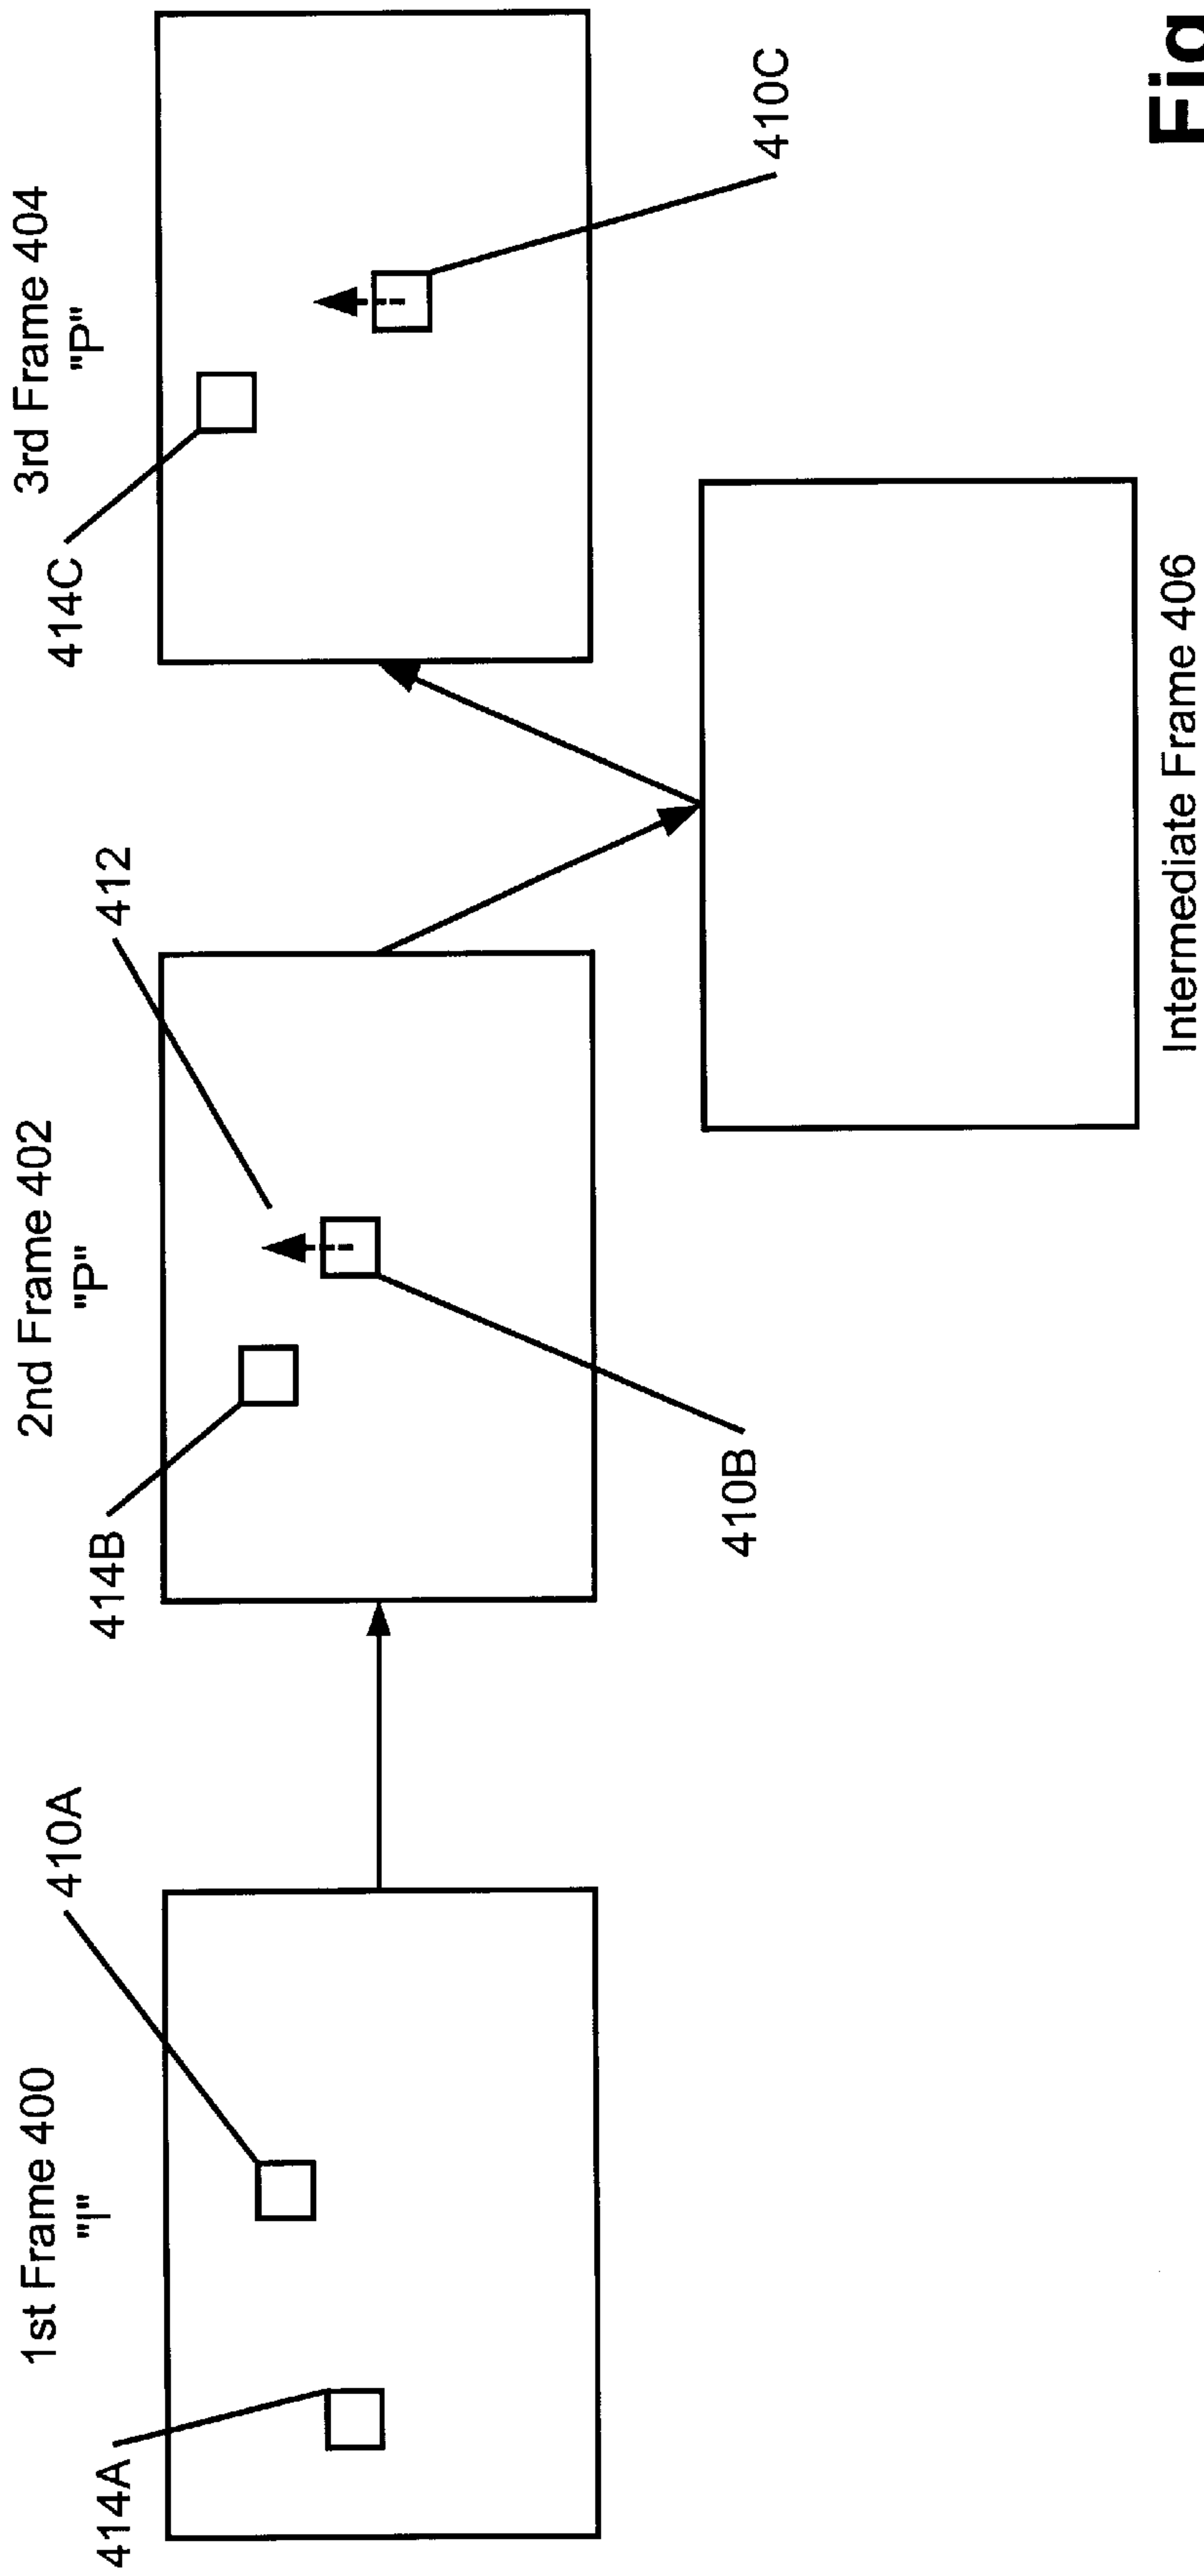 1st Frame 400
"I"
2nd Frame 402
"P"
3rd Frame 404
"P"
414A
410A
414B
412
414C
410B
410C
Intermediate Frame 406
Fig